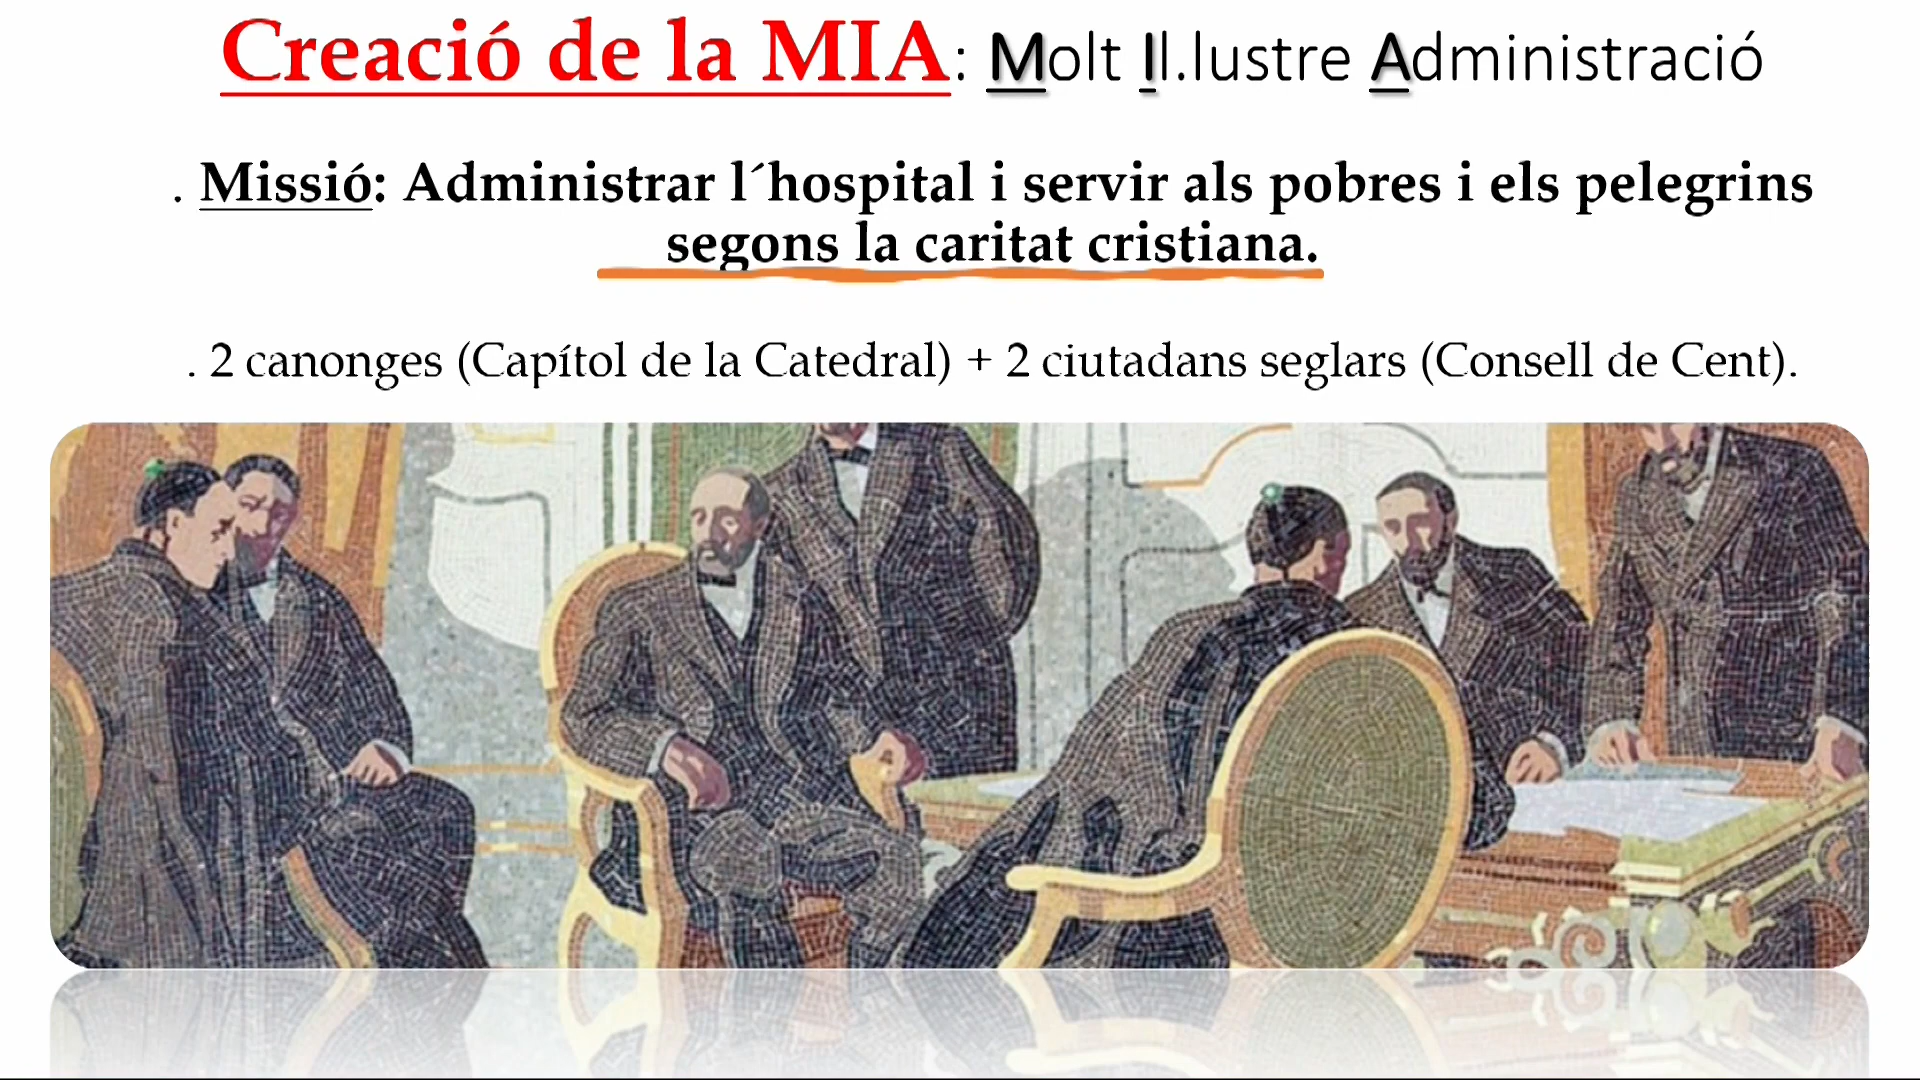 Creació de la MIA: Molt Il.lustre Administració
. Missió: Administrar l´hospital i servir als pobres i els pelegrins
segons la caritat cristiana.
. 2 canonges (Capítol de la Catedral) + 2 ciutadans seglars (Consell de Cent).